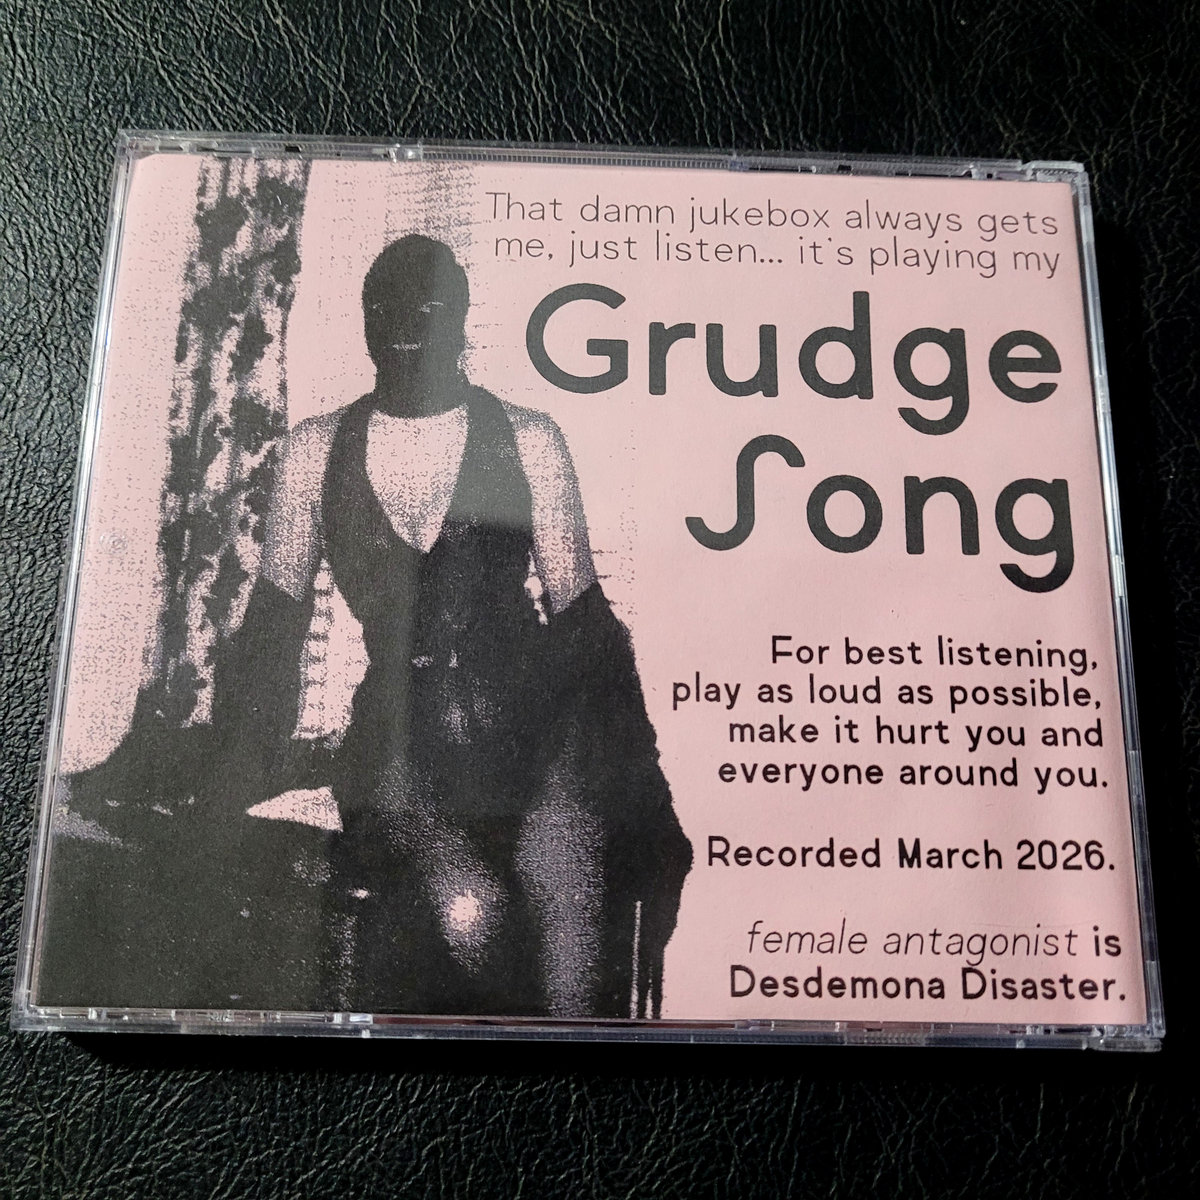 That damn jukebox always gets
me, just listen... it's playing my
Grudge
Song
For best listening,
play as loud as possible,
make it hurt you and
everyone around you.
Recorded March 2026.
female antagonist is
Desdemona Disaster.